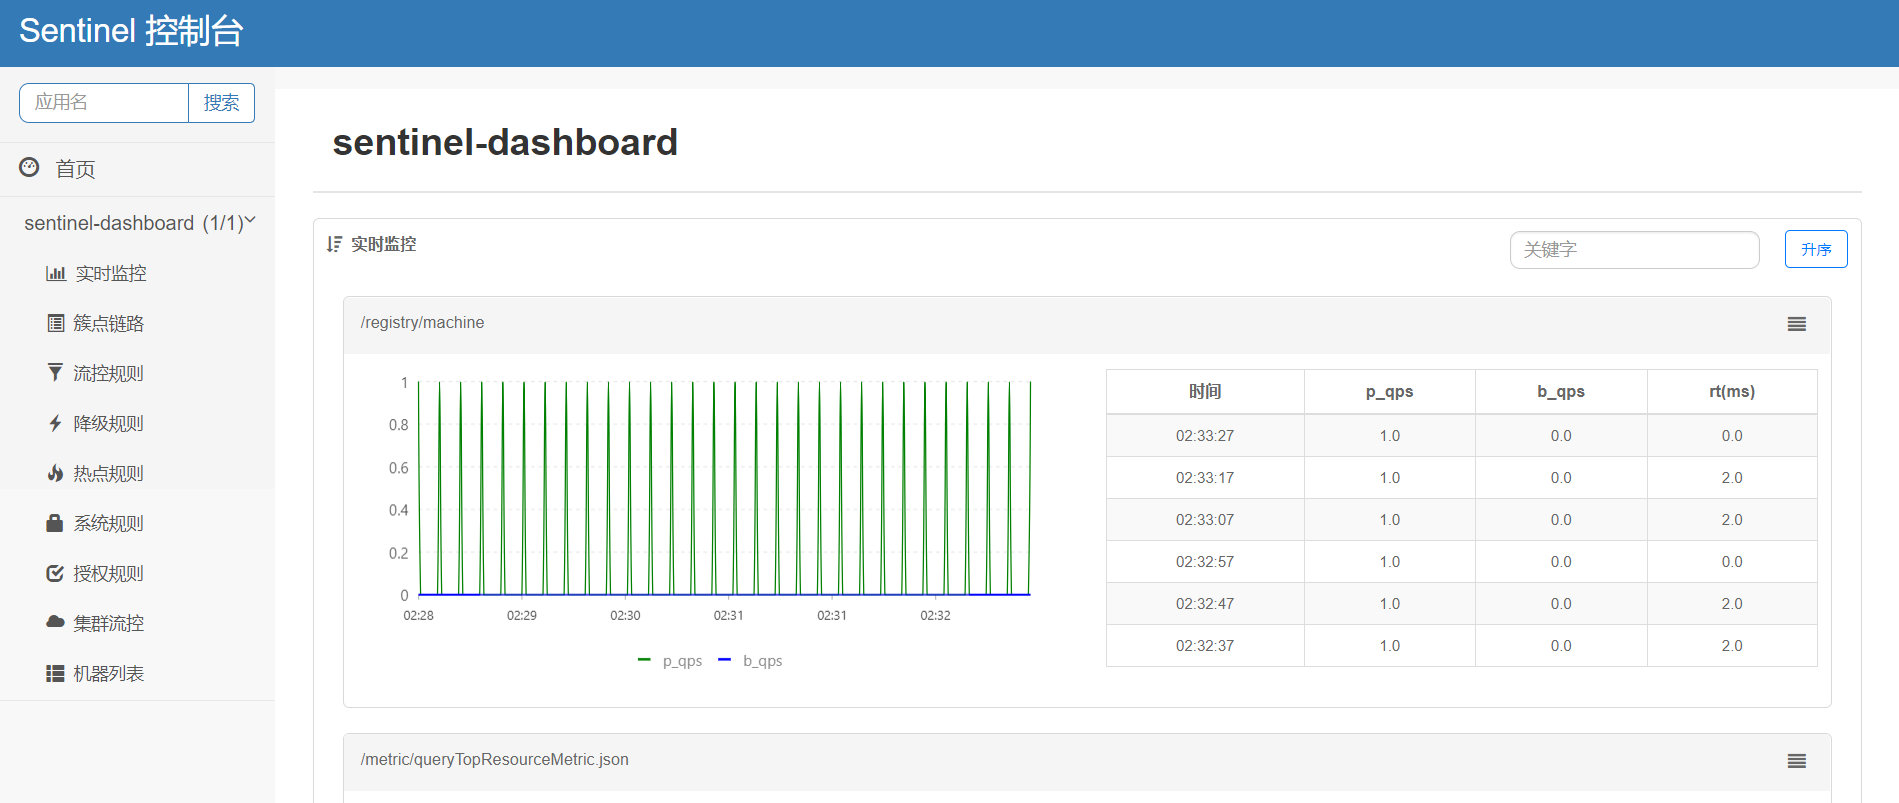 Sentinel 控制台
应用名 搜索
首页
sentinel-dashboard (1/1)
实时监控
簇点链路
流控规则
降级规则
热点规则
系统规则
授权规则
集群流控
机器列表
sentinel-dashboard
实时监控 关键字 升序
/registry/machine
1
0.8
0.6
0.4
0.2
0
02:28 02:29 02:30 02:31 02:31 02:32
p_qps b_qps
时间 p_qps b_qps rt(ms)
02:33:27 1.0 0.0 0.0
02:33:17 1.0 0.0 2.0
02:33:07 1.0 0.0 2.0
02:32:57 1.0 0.0 0.0
02:32:47 1.0 0.0 2.0
02:32:37 1.0 0.0 2.0
/metric/queryTopResourceMetric.json